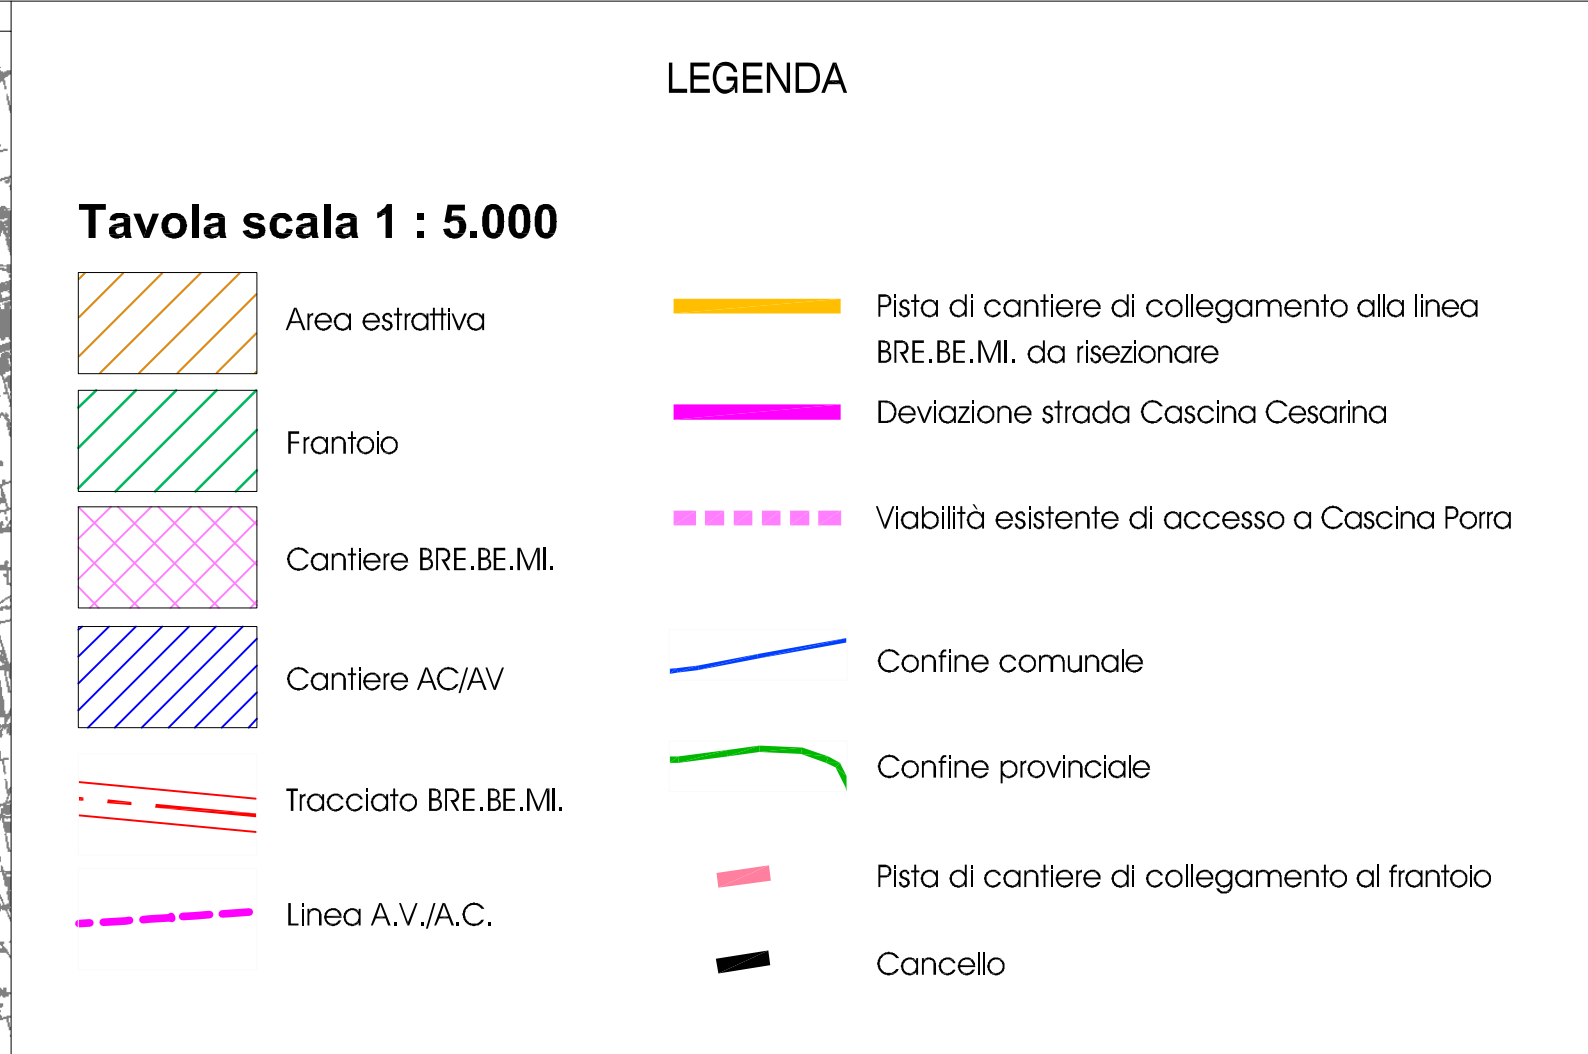 LEGENDA
Tavola scala 1 : 5.000
Area estrattiva
Frantoio
Cantiere BRE.BE.MI.
Cantiere AC/AV
Tracciato BRE.BE.MI.
Linea A.V./A.C.
Pista di cantiere di collegamento alla linea
BRE.BE.MI. da risezionare
Deviazione strada Cascina Cesarina
Viabilità esistente di accesso a Cascina Porra
Confine comunale
Confine provinciale
Pista di cantiere di collegamento al frantoio
Cancello